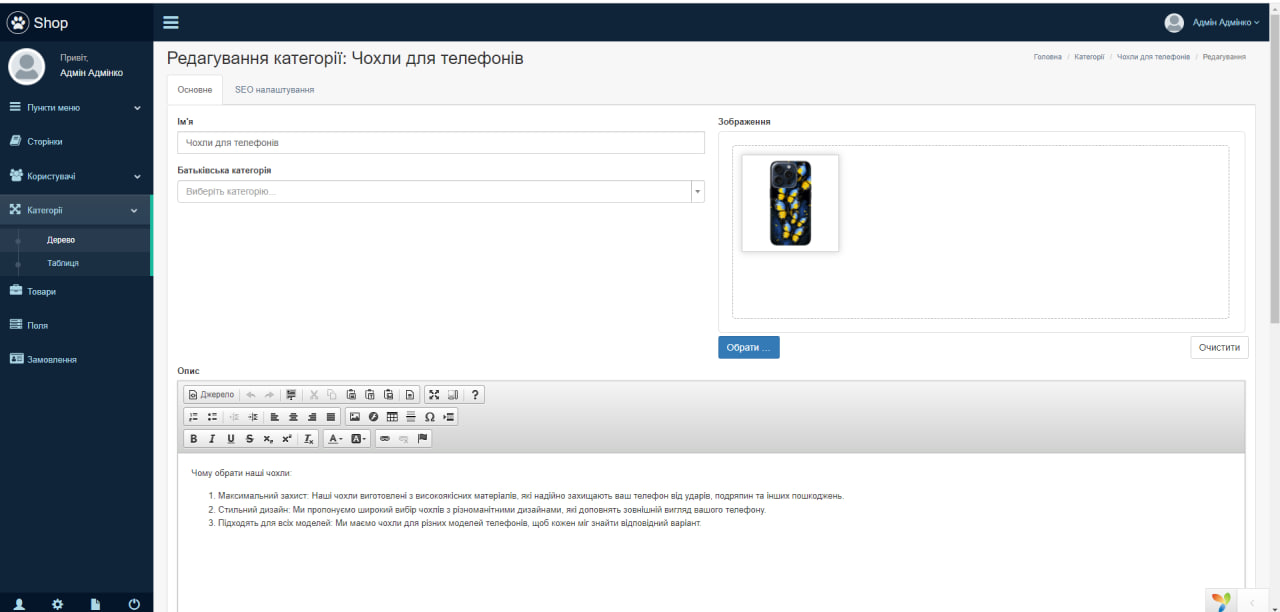 Shop
Адмін Адмінко
Привіт,
Адмін Адмінко
Пункти меню
Сторінки
Користувачі
Категорії
Дерево
Таблиця
Товари
Поля
Замовлення
Редагування категорії: Чохли для телефонів
Головна / Категорії / Чохли для телефонів / Редагування
Основне
SEO налаштування
Ім'я
Чохли для телефонів
Батьківська категорія
Виберіть категорію...
Зображення
Обрати ...
Очистити
Опис
Джерело
Чому обрати наші чохли:
1. Максимальний захист: Наші чохли виготовлені з високоякісних матеріалів, які надійно захищають ваш телефон від ударів, подряпин та інших пошкоджень.
2. Стильний дизайн: Ми пропонуємо широкий вибір чохлів з різноманітними дизайнами, які доповнять зовнішній вигляд вашого телефону.
3. Підходять для всіх моделей: Ми маємо чохли для різних моделей телефонів, щоб кожен міг знайти відповідний варіант